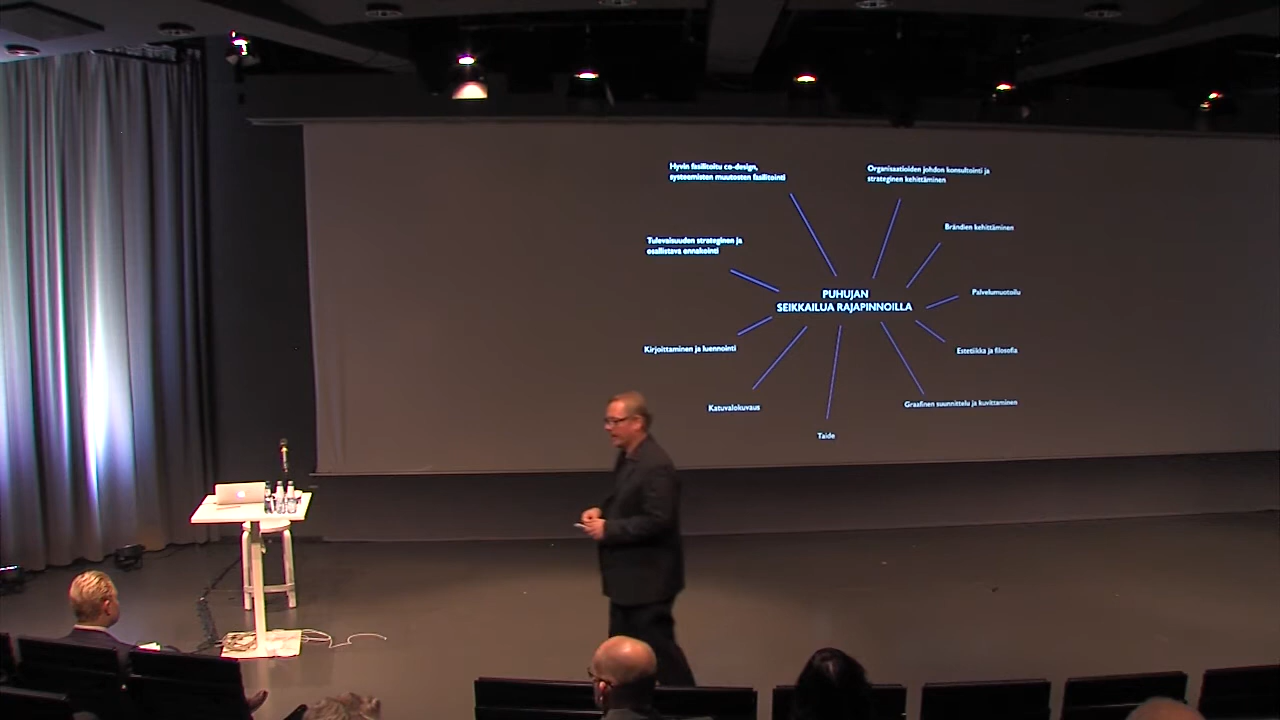 Hyvin fasilitoitu co-design,
systeemisten muutosten fasilitointi
Organisaatioiden johdon konsultointi ja
strateginen kehittäminen
Brändien kehittäminen
Tulevaisuuden strateginen ja
osallistava ennakointi
Palvelumuotoilu
PUHUJAN
SEIKKAILUA RAJAPINNOILLA
Kirjoittaminen ja luennointi
Estetiikka ja filosofia
Graafinen suunnittelu ja kuvittaminen
Katuvalokuvaus
Taide